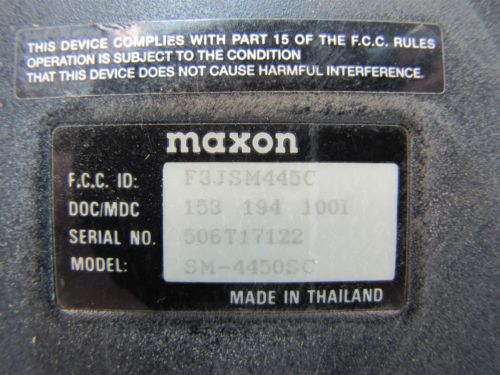 THIS DEVICE COMPLIES WITH PART 15 OF THE F.C.C. RULES
OPERATION IS SUBJECT TO THE CONDITION
THAT THIS DEVICE DOES NOT CAUSE HARMFUL INTERFERENCE.
maxon
F.C.C. ID: F3JSM445C
DOC/MDC 153 194 100I
SERIAL NO. 506T17122
MODEL: SM-4450SC
MADE IN THAILAND